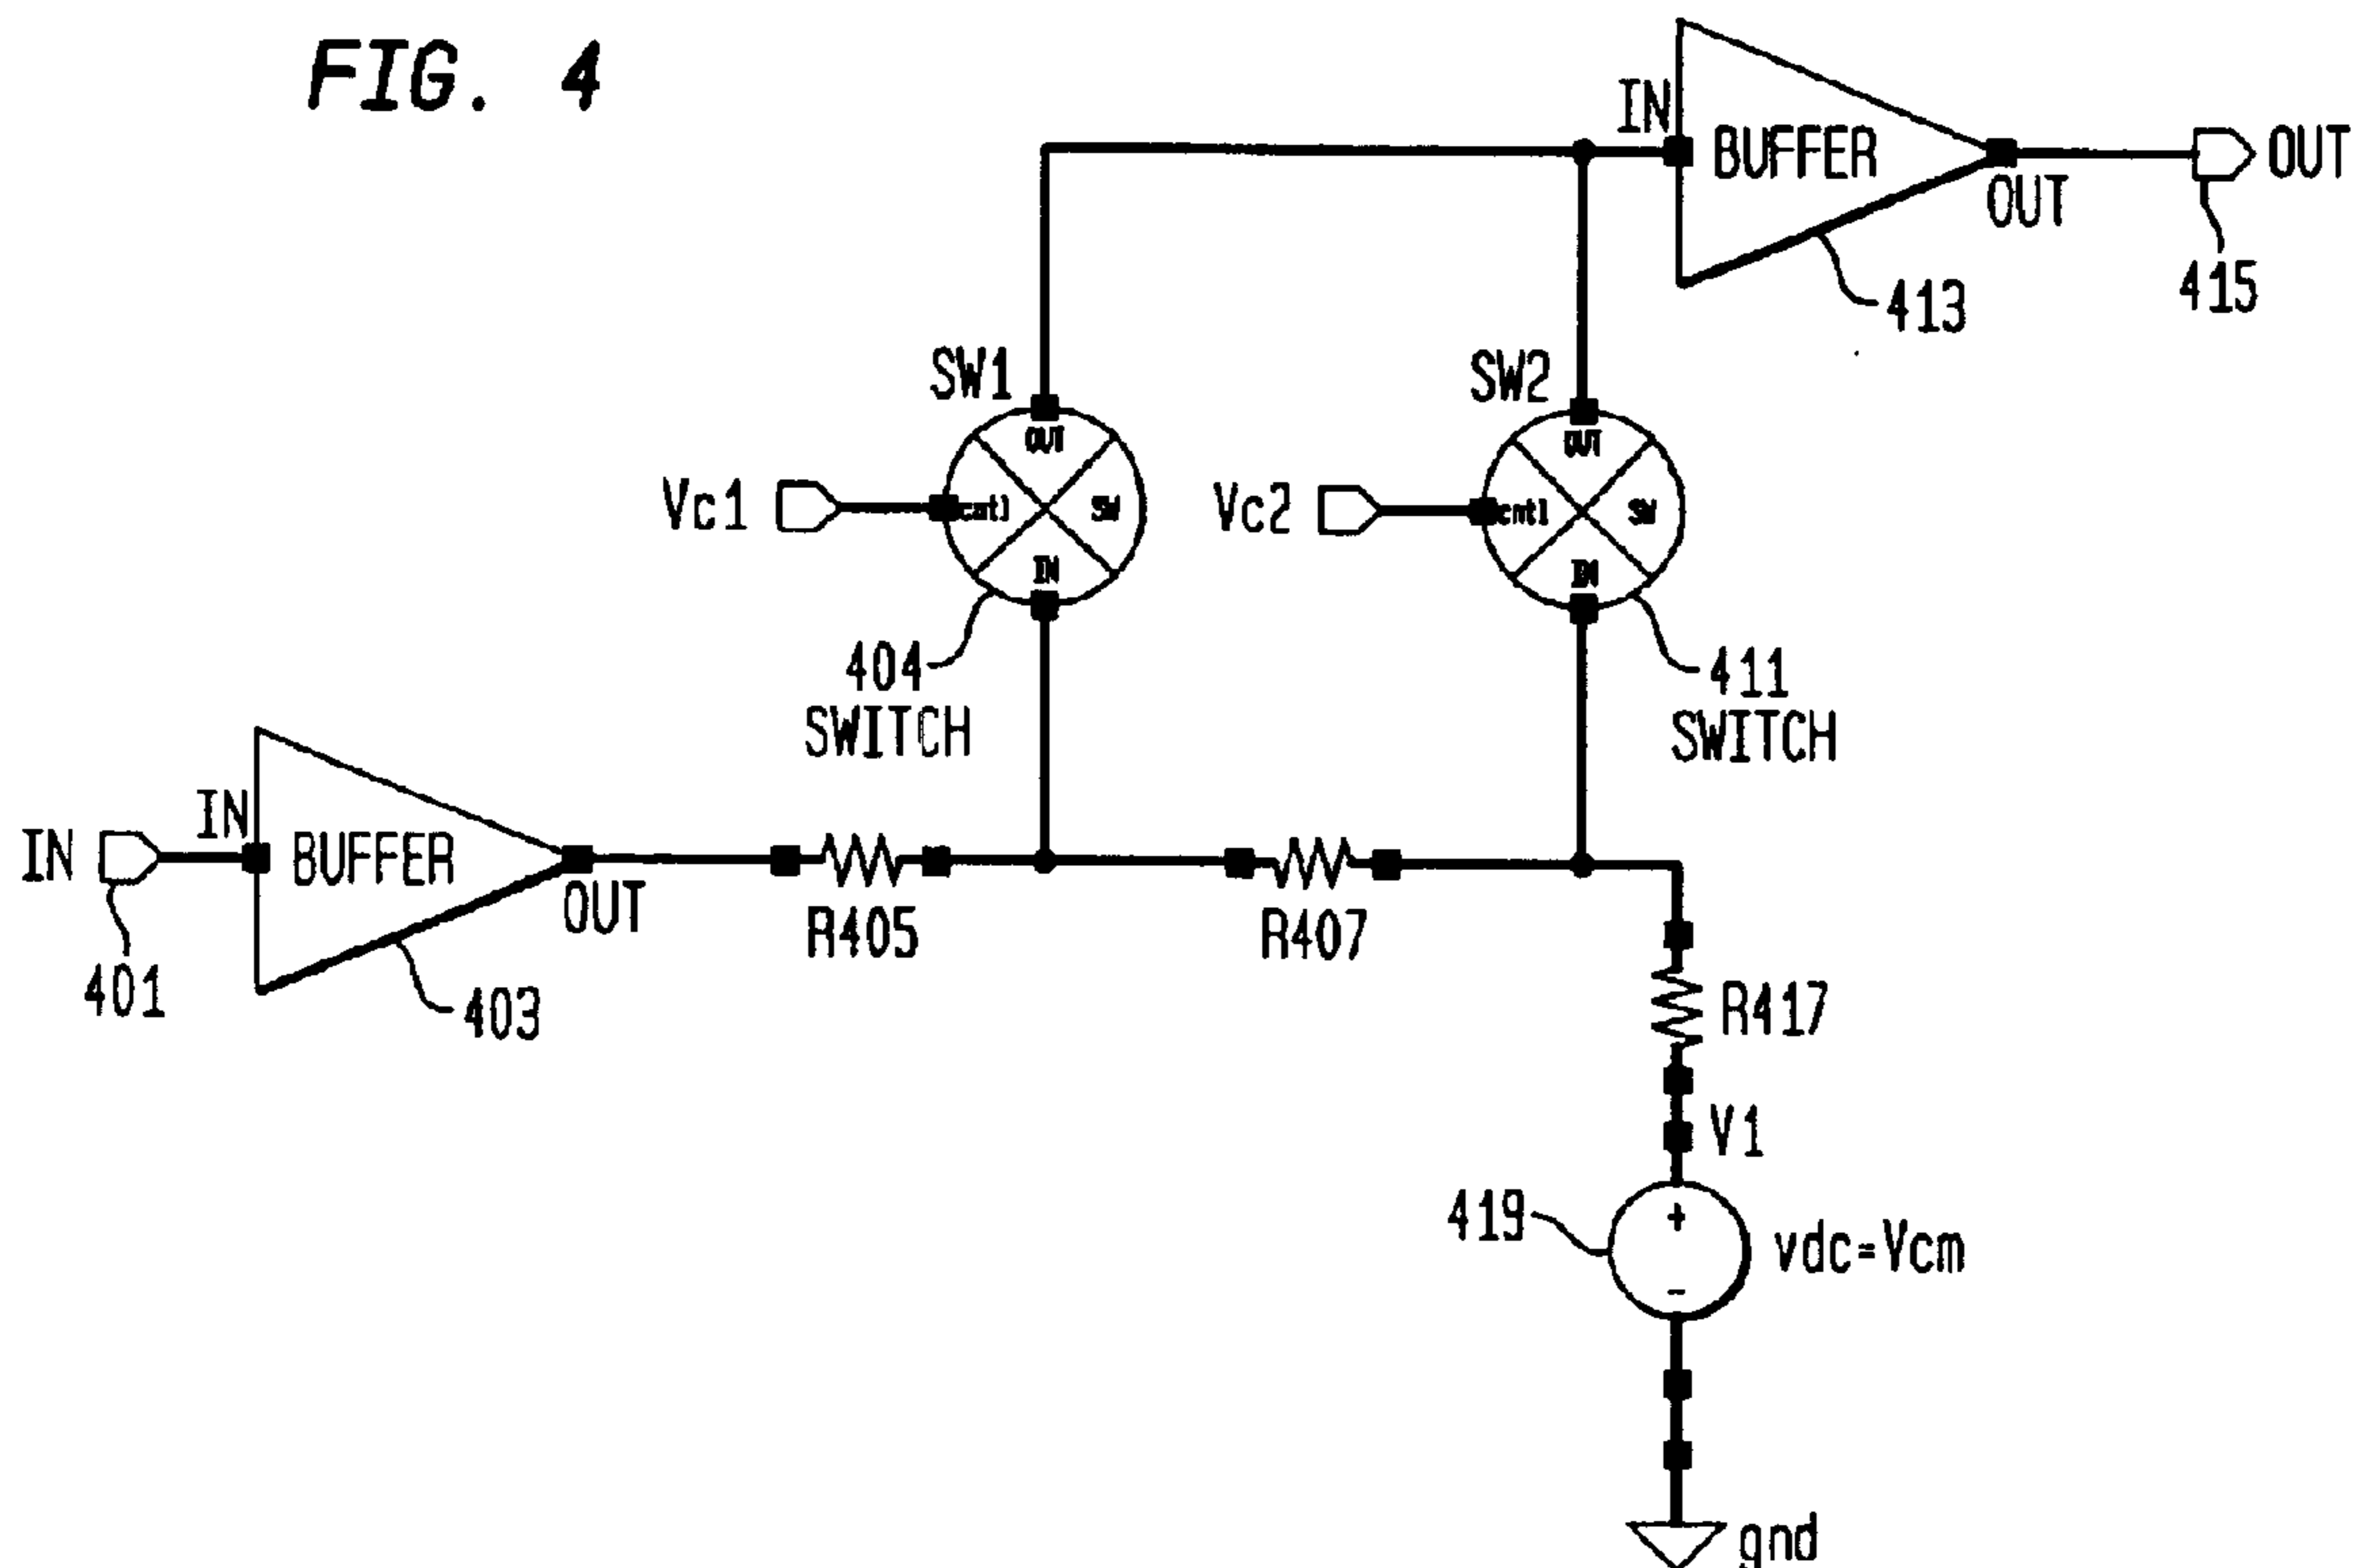 FIG. 4
IN
BUFFER
OUT
OUT
413
415
SW1
SW2
OUT
OUT
Vc1
cntl
SW
Vc2
cntl
SW
IN
IN
404
SWITCH
411
SWITCH
IN
IN
BUFFER
OUT
401
403
R405
R407
R417
V1
419
+
-
vdc=Vcm
gnd